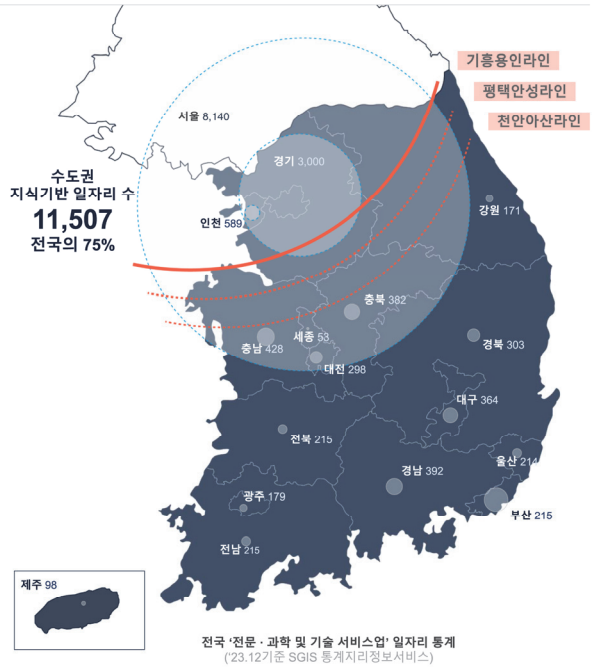 기흥용인라인
평택안성라인
천안아산라인
서울 8,140
경기 3,000
수도권
지식기반 일자리 수
11,507
전국의 75%
인천 589
강원 171
충북 382
세종 53
충남 428
대전 298
경북 303
대구 364
전북 215
울산 214
경남 392
광주 179
부산 215
전남 215
제주 98
전국 ‘전문 · 과학 및 기술 서비스업’ 일자리 통계
(‘23.12기준 SGIS 통계지리정보서비스)